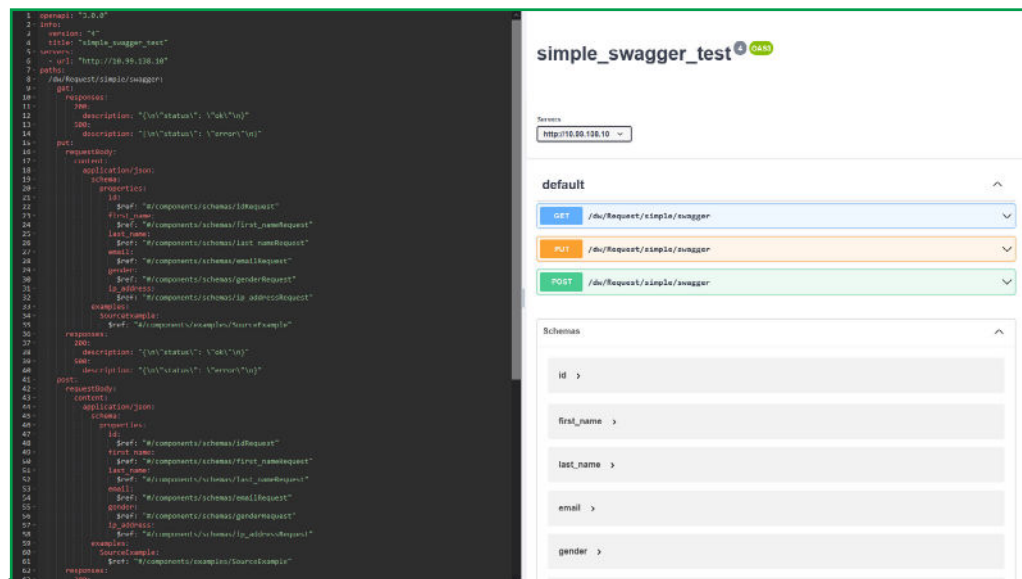 1 openapi: "3.0.0"
2 info:
3 version: "4"
4 title: "simple_swagger_test"
5 servers:
6 - url: "http://10.99.138.10"
7 paths:
8 /dw/Request/simple/swagger:
9 get:
10 responses:
11 200:
12 description: "{\n\"status\": \"ok\"\n}"
13 500:
14 description: "{\n\"status\": \"error\"\n}"
15 put:
16 requestBody:
17 content:
18 application/json:
19 schema:
20 properties:
21 id:
22 $ref: "#/components/schemas/idRequest"
23 first_name:
24 $ref: "#/components/schemas/first_nameRequest"
25 last_name:
26 $ref: "#/components/schemas/last_nameRequest"
27 email:
28 $ref: "#/components/schemas/emailRequest"
29 gender:
30 $ref: "#/components/schemas/genderRequest"
31 ip_address:
32 $ref: "#/components/schemas/ip_addressRequest"
33 examples:
34 SourceExample:
35 $ref: "#/components/examples/SourceExample"
36 responses:
37 200:
38 description: "{\n\"status\": \"ok\"\n}"
39 500:
40 description: "{\n\"status\": \"error\"\n}"
41 post:
42 requestBody:
43 content:
44 application/json:
45 schema:
46 properties:
47 id:
48 $ref: "#/components/schemas/idRequest"
49 first_name:
50 $ref: "#/components/schemas/first_nameRequest"
51 last_name:
52 $ref: "#/components/schemas/last_nameRequest"
53 email:
54 $ref: "#/components/schemas/emailRequest"
55 gender:
56 $ref: "#/components/schemas/genderRequest"
57 ip_address:
58 $ref: "#/components/schemas/ip_addressRequest"
59 examples:
60 SourceExample:
61 $ref: "#/components/examples/SourceExample"
62 responses:
simple_swagger_test 4 OAS3
Servers
http://10.99.138.10
default
GET /dw/Request/simple/swagger
PUT /dw/Request/simple/swagger
POST /dw/Request/simple/swagger
Schemas
id >
first_name >
last_name >
email >
gender >